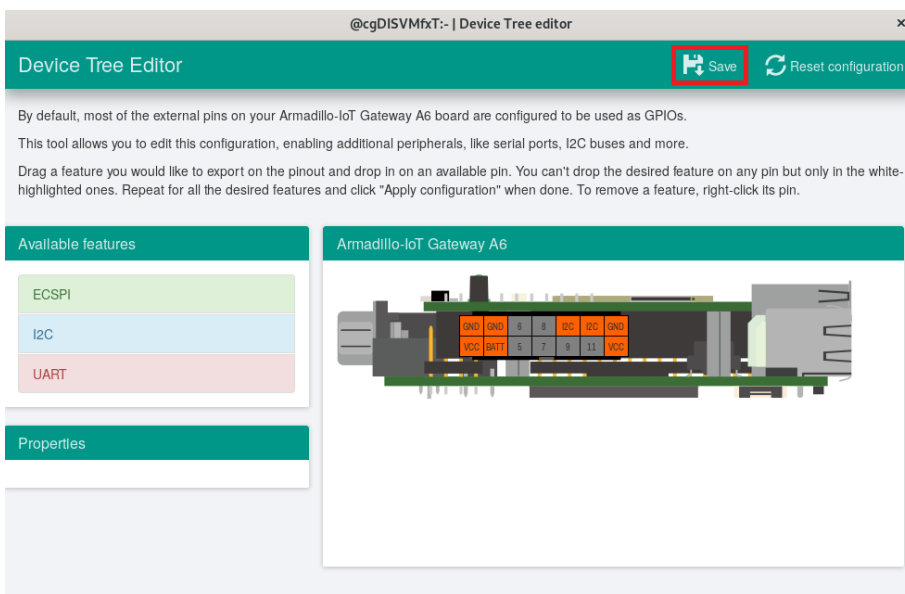 @cgDISVMfxT:~ | Device Tree editor ×
Device Tree Editor
Save
Reset configuration
By default, most of the external pins on your Armadillo-IoT Gateway A6 board are configured to be used as GPIOs.
This tool allows you to edit this configuration, enabling additional peripherals, like serial ports, I2C buses and more.
Drag a feature you would like to export on the pinout and drop in on an available pin. You can't drop the desired feature on any pin but only in the white-
highlighted ones. Repeat for all the desired features and click "Apply configuration" when done. To remove a feature, right-click its pin.
Available features
ECSPI
I2C
UART
Properties
Armadillo-IoT Gateway A6
GND GND 6 8 I2C I2C GND
VCC BATT 5 7 9 11 VCC